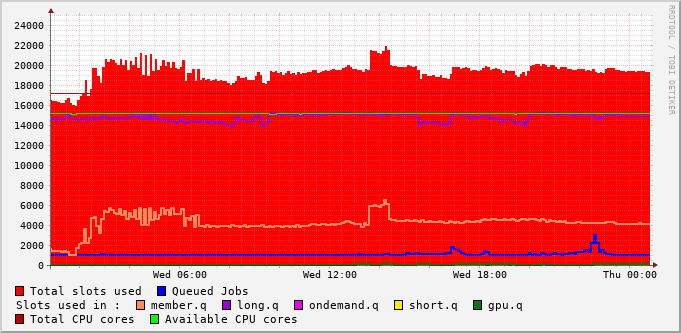 RRDTOOL / TOBI OETIKER
24000
22000
20000
18000
16000
14000
12000
10000
8000
6000
4000
2000
0
Wed 06:00 Wed 12:00 Wed 18:00 Thu 00:00
Total slots used Queued Jobs
Slots used in : member.q long.q ondemand.q short.q gpu.q
Total CPU cores Available CPU cores